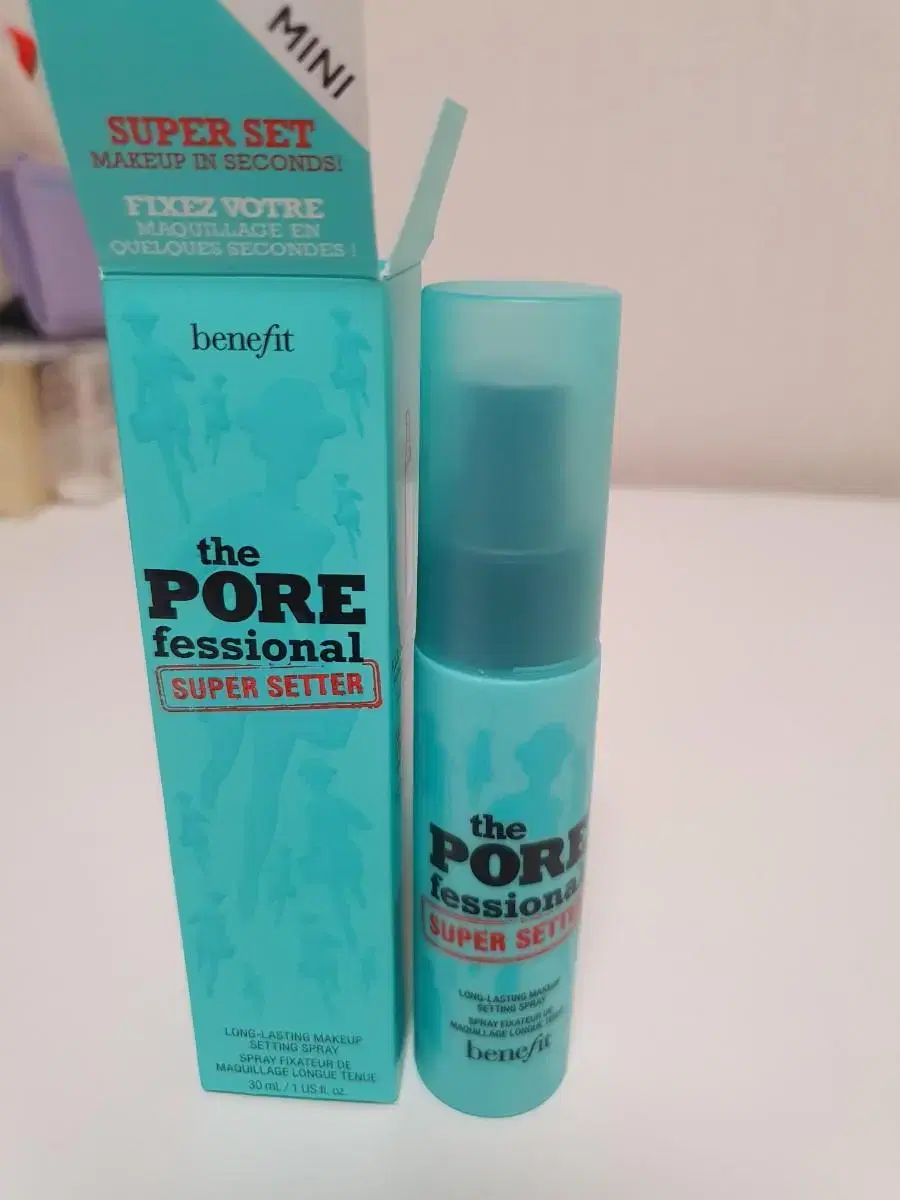 MINI
SUPER SET
MAKEUP IN SECONDS!
FIXEZ VOTRE
MAQUILLAGE EN
QUELQUES SECONDES !
benefit
the
PORE
fessional
SUPER SETTER
LONG-LASTING MAKEUP
SETTING SPRAY
SPRAY FIXATEUR DE
MAQUILLAGE LONGUE TENUE
30 mL / 1 US fl. oz.
the
PORE
fessional
SUPER SETTE
LONG-LASTING MAKEUP
SETTING SPRAY
SPRAY FIXATEUR DE
MAQUILLAGE LONGUE TENUE
benefit